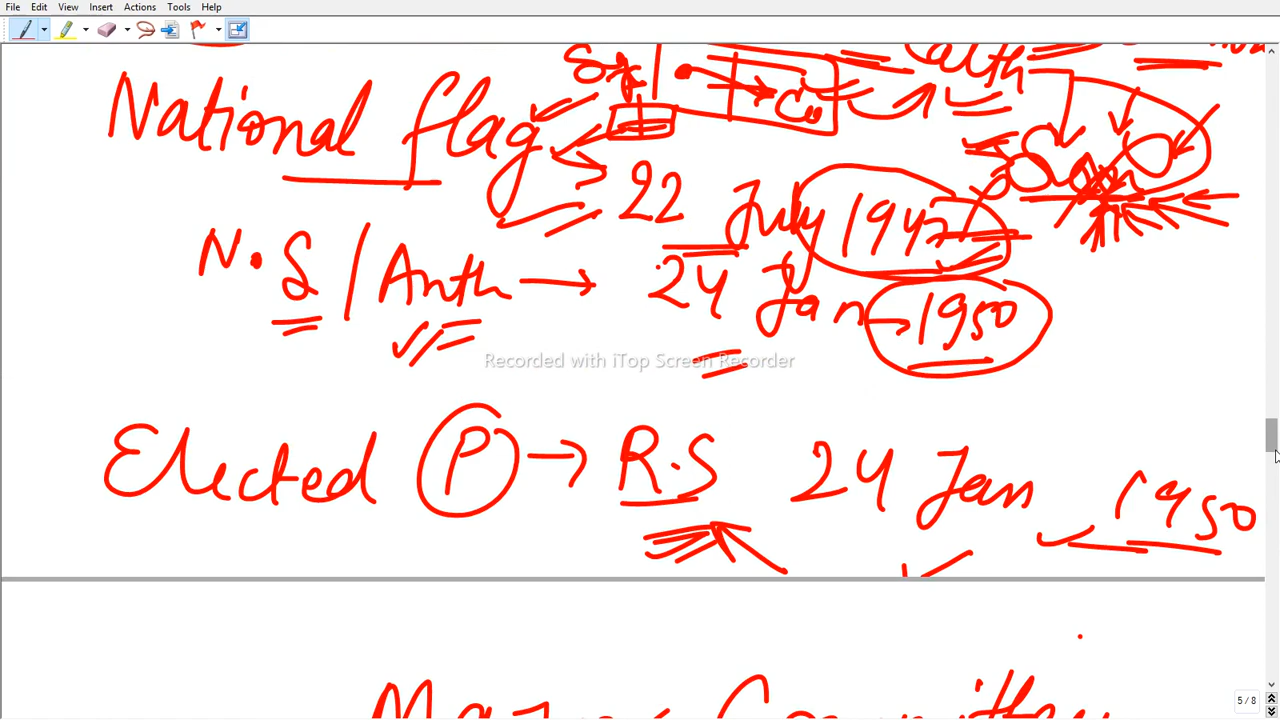 File Edit View Insert Actions Tools Help
National flag
22 July 1947
N.S / Anth → 24 Jan 1950
Recorded with iTop Screen Recorder
Elected P → R.S 24 Jan 1950
5 / 8